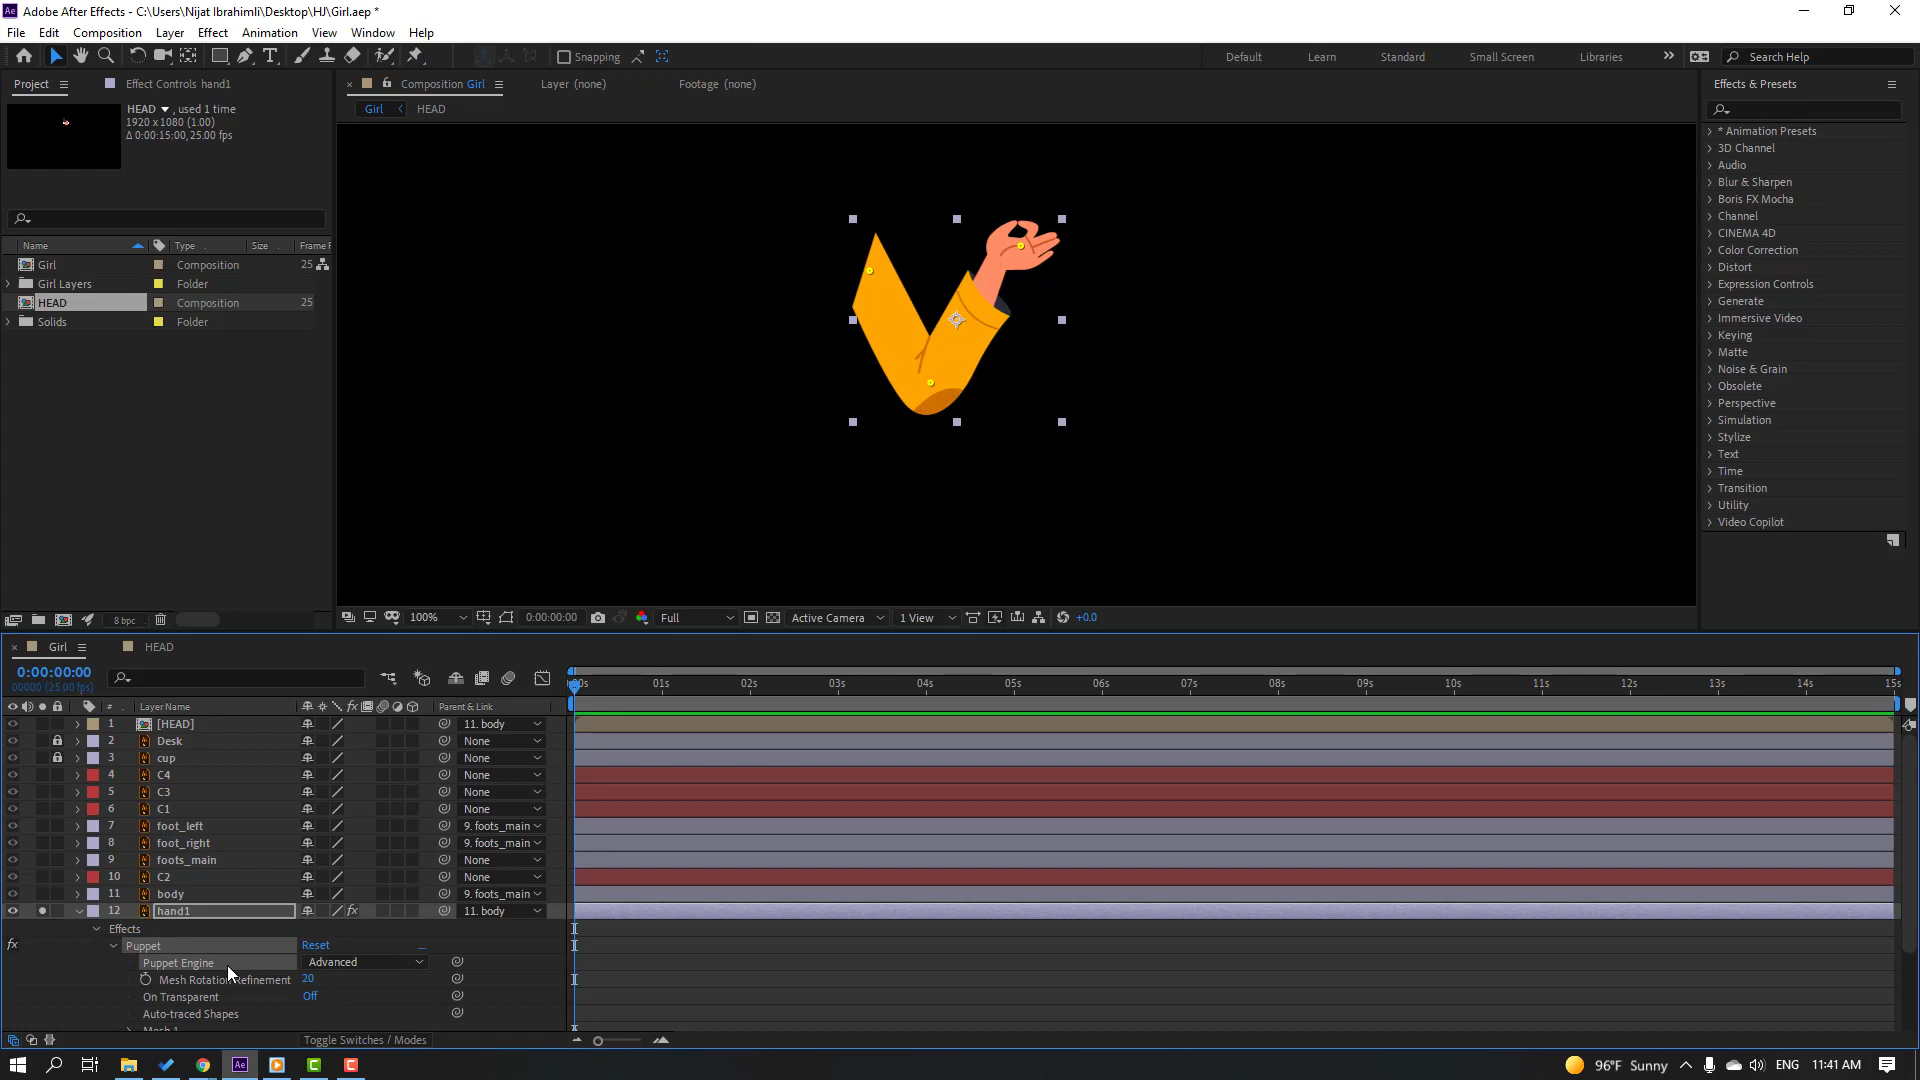 Adobe After Effects - C:\Users\Nijat Ibrahimli\Desktop\HJ\Girl.aep *
File Edit Composition Layer Effect Animation View Window Help
Snapping
Default Learn Standard Small Screen Libraries Search Help
Project Effect Controls hand1
Composition Girl Layer (none) Footage (none)
Effects & Presets
HEAD , used 1 time
1920 x 1080 (1.00)
Δ 0:00:15:00, 25.00 fps
Girl HEAD
Name Type Size Frame R
Girl Composition 25
Girl Layers Folder
HEAD Composition 25
Solids Folder
* Animation Presets
3D Channel
Audio
Blur & Sharpen
Boris FX Mocha
Channel
CINEMA 4D
Color Correction
Distort
Expression Controls
Generate
Immersive Video
Keying
Matte
Noise & Grain
Obsolete
Perspective
Simulation
Stylize
Text
Time
Transition
Utility
Video Copilot
8 bpc
100% 0:00:00:00 Full Active Camera 1 View +0.0
Girl HEAD
0:00:00:00
00000 (25.00 fps)
00s 01s 02s 03s 04s 05s 06s 07s 08s 09s 10s 11s 12s 13s 14s 15s
# Layer Name fx Parent & Link
1 [HEAD] 11. body
2 Desk None
3 cup None
4 C4 None
5 C3 None
6 C1 None
7 foot_left 9. foots_main
8 foot_right 9. foots_main
9 foots_main None
10 C2 None
11 body 9. foots_main
12 hand1 fx 11. body
Effects
fx Puppet Reset
Puppet Engine Advanced
Mesh Rotation Refinement 20
On Transparent Off
Auto-traced Shapes
Mesh 1
Toggle Switches / Modes
96°F Sunny ENG 11:41 AM